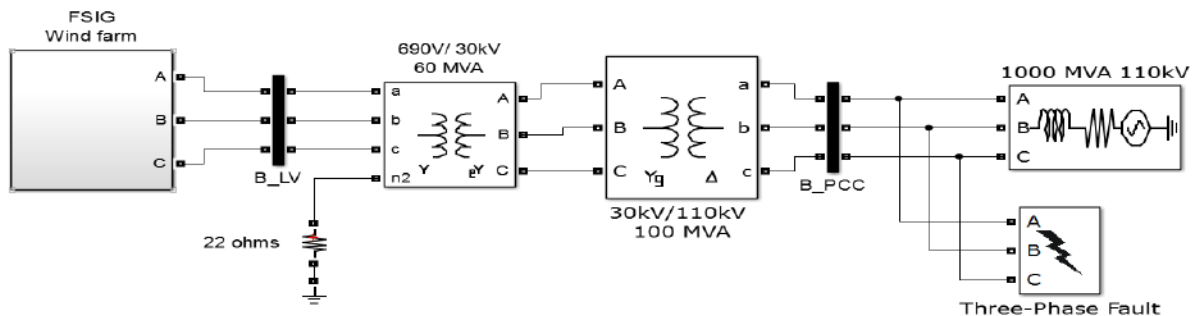 FSIG
Wind farm
A
B
C
B_LV
690V/ 30kV
60 MVA
a
b
c
n2
Y
Y
A
B
C
22 ohms
A
B
C
Yg
Δ
a
b
c
30kV/110kV
100 MVA
B_PCC
1000 MVA 110kV
A
B
C
A
B
C
Three-Phase Fault